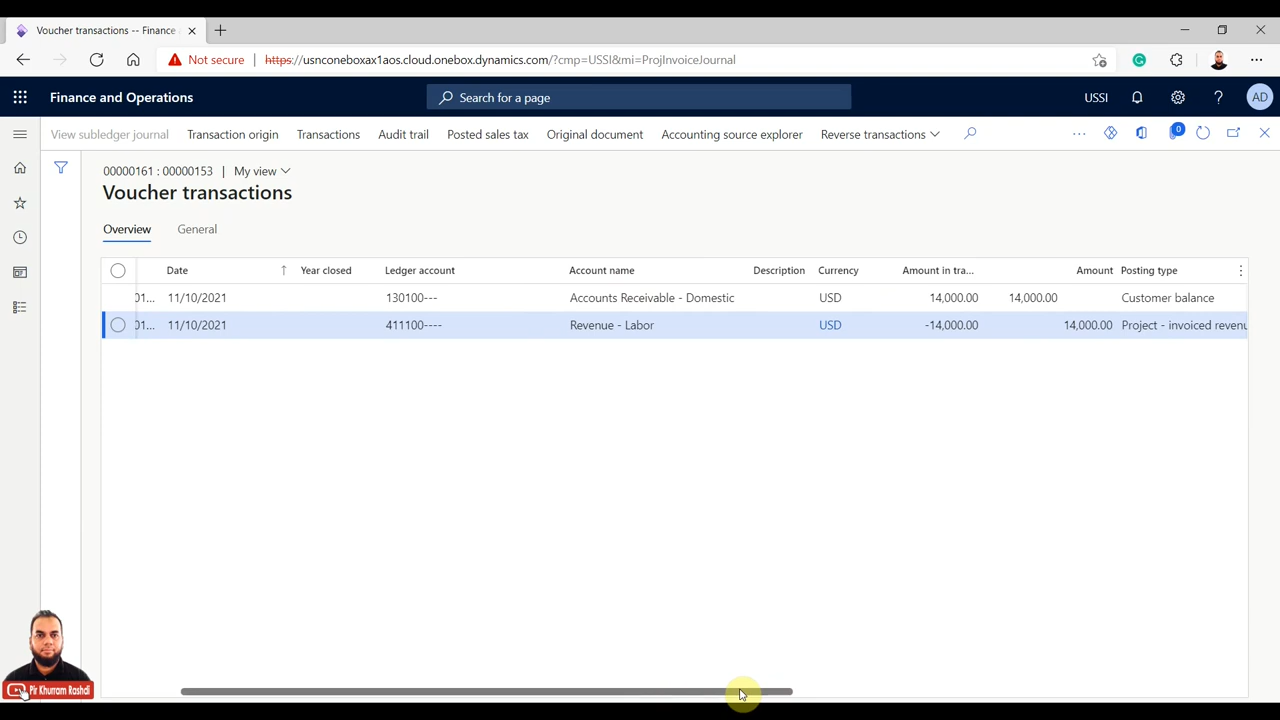 Voucher transactions -- Finance
Not secure
https://usnconeboxax1aos.cloud.onebox.dynamics.com/?cmp=USSI&mi=ProjInvoiceJournal
Finance and Operations
Search for a page
USSI
AD
View subledger journal
Transaction origin
Transactions
Audit trail
Posted sales tax
Original document
Accounting source explorer
Reverse transactions
0
00000161 : 00000153 | My view
Voucher transactions
Overview
General
Date Year closed Ledger account Account name Description Currency Amount in tra... Amount Posting type
01... 11/10/2021 130100--- Accounts Receivable - Domestic USD 14,000.00 14,000.00 Customer balance
01... 11/10/2021 411100---- Revenue - Labor USD -14,000.00 14,000.00 Project - invoiced revenu
Pir Khurram Rashdi